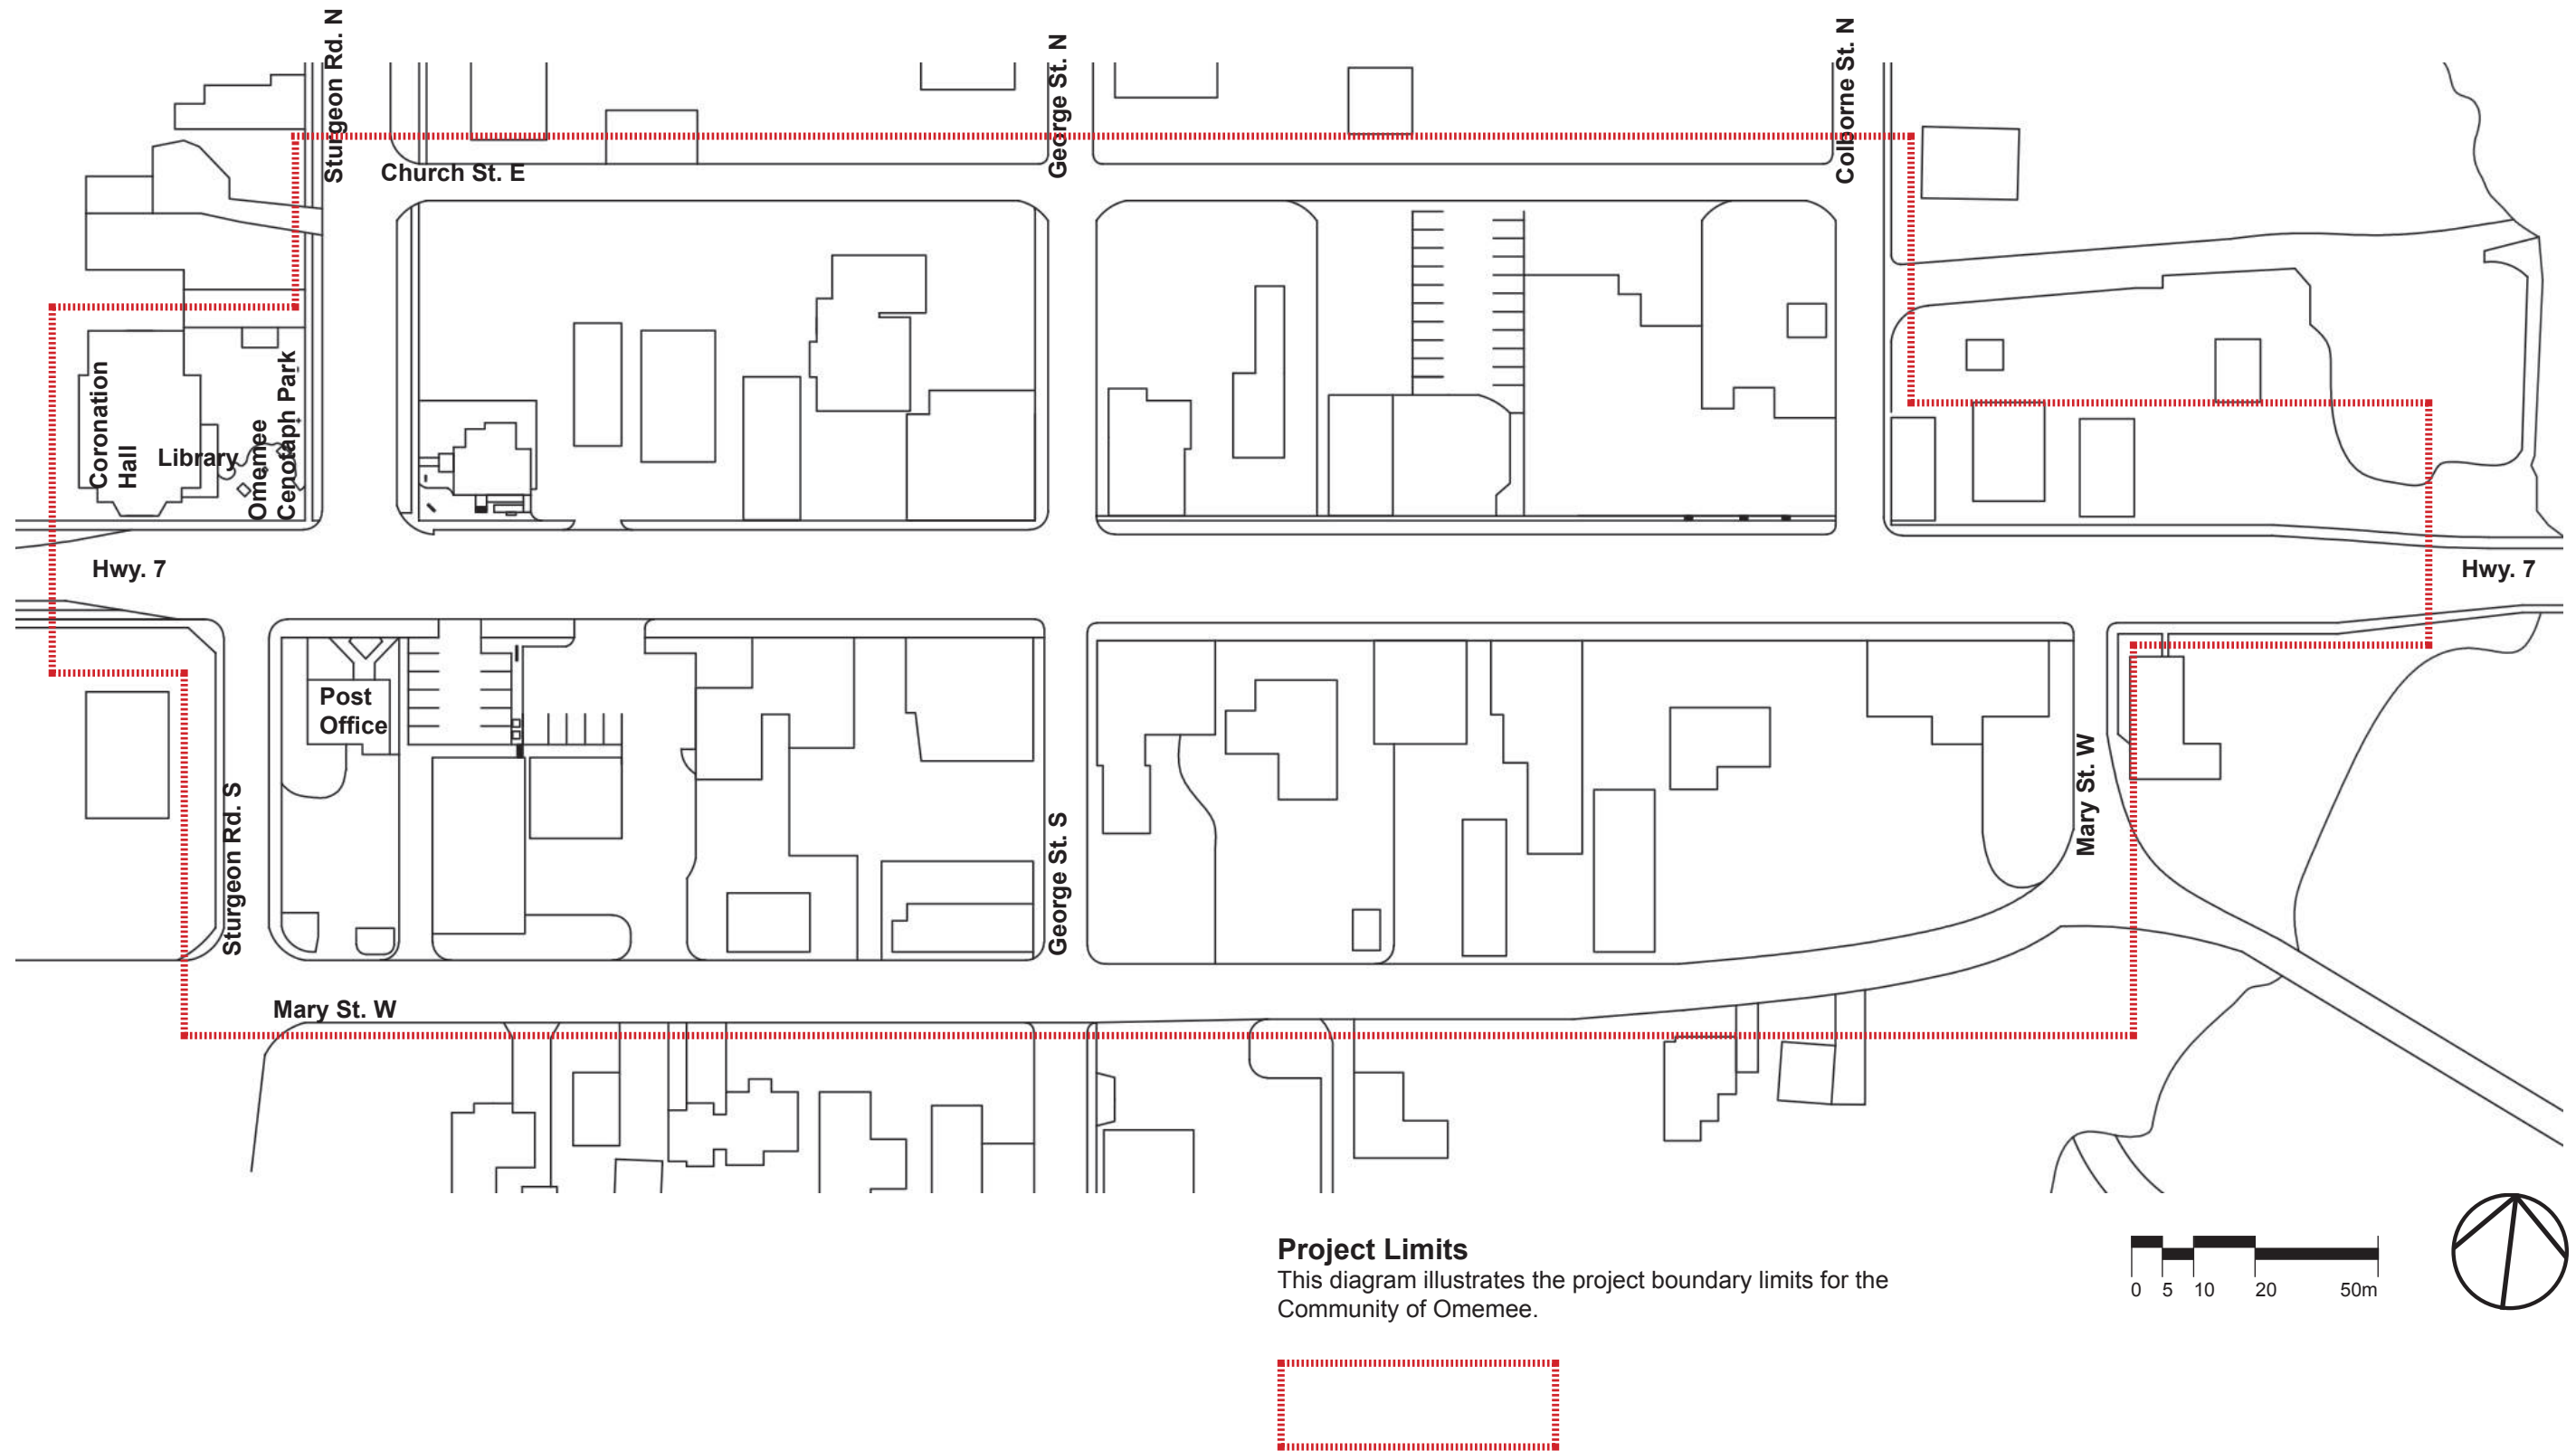 Sturgeon Rd. N
George St. N
Colborne St. N
Church St. E
Coronation
Hall
Library
Omemee
Cenotaph Park
Hwy. 7
Hwy. 7
Post
Office
Sturgeon Rd. S
George St. S
Mary St. W
Mary St. W
Project Limits
This diagram illustrates the project boundary limits for the
Community of Omemee.
0 5 10 20 50m